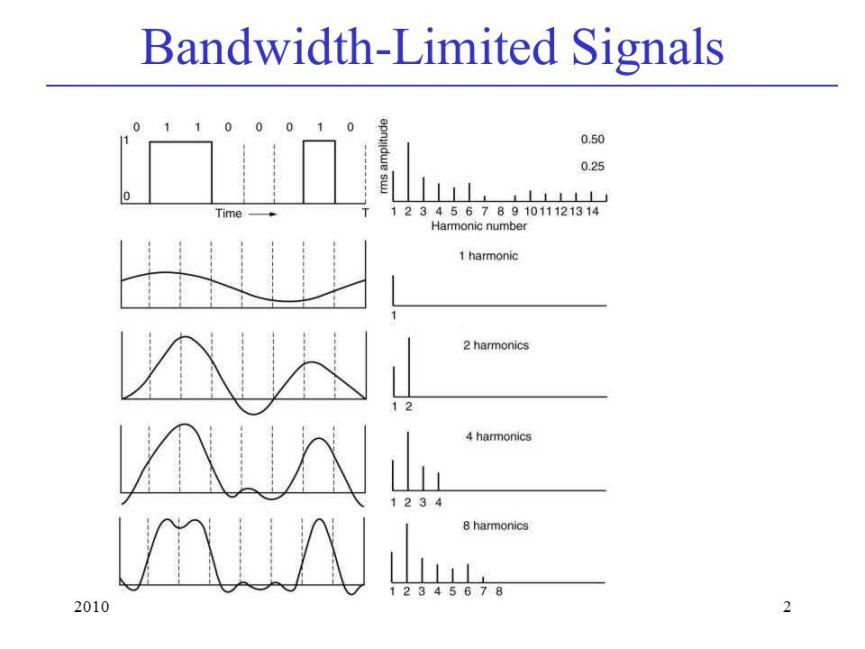 Bandwidth-Limited Signals
0 1 1 0 0 0 1 0
1
0
Time
T
rms amplitude
0.50
0.25
1 2 3 4 5 6 7 8 9 10 11 12 13 14
Harmonic number
1 harmonic
1
2 harmonics
1 2
4 harmonics
1 2 3 4
8 harmonics
1 2 3 4 5 6 7 8
2010
2